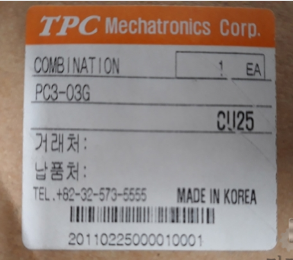 TPC Mechatronics Corp.
COMBINATION 1 EA
PC3-03G
CU25
거래처:
납품처:
TEL.+82-32-573-5555 MADE IN KOREA
20110225000010001